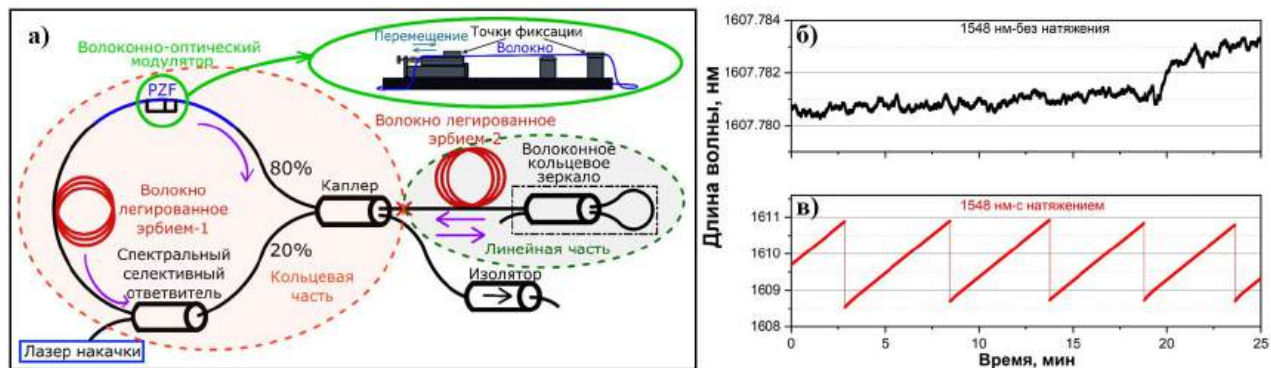 а)
Волоконно-оптический
модулятор
PZF
Перемещение
Точки фиксации
Волокно
Волокно легированное
эрбием-2
Волоконное
кольцевое
зеркало
80%
Каплер
Волокно
легированное
эрбием-1
20%
Линейная часть
Спектральный
селективный
ответвитель
Кольцевая
часть
Изолятор
Лазер накачки
Длина волны, нм
б)
1548 нм-без натяжения
1607.784
1607.782
1607.780
в)
1548 нм-с натяжением
1611
1610
1609
1608
0 5 10 15 20 25
Время, мин